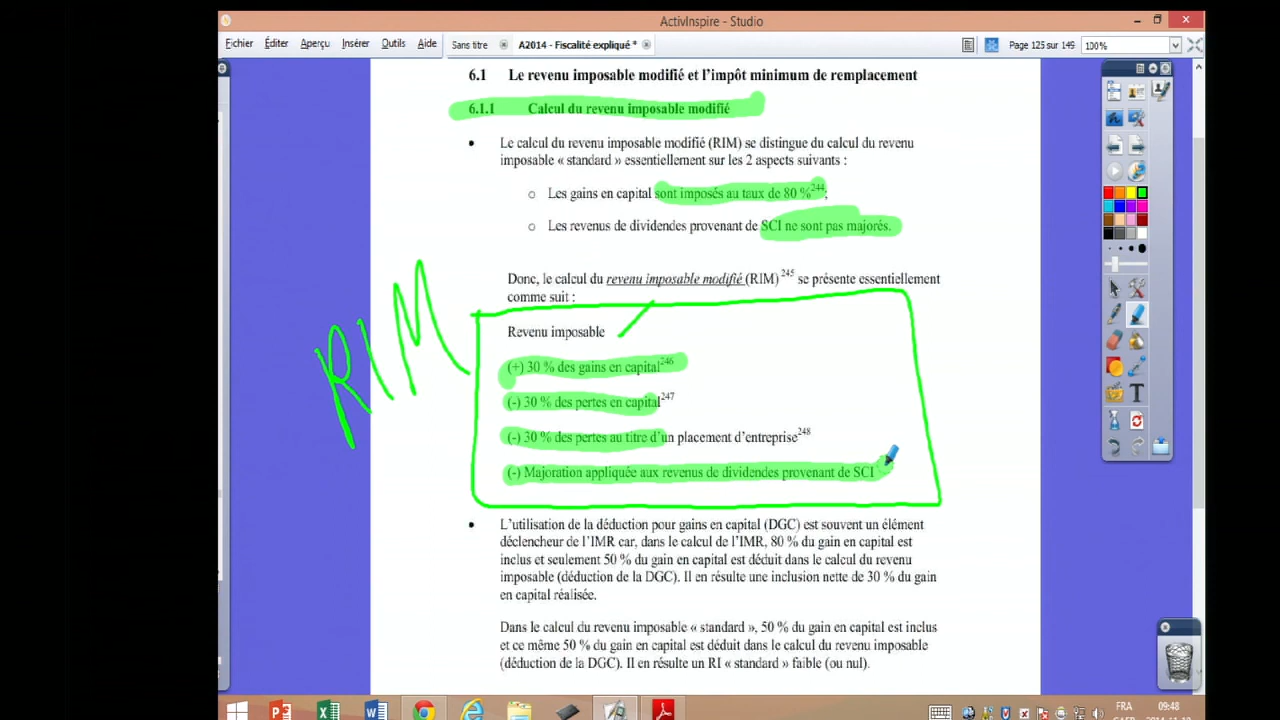 ActivInspire - Studio
Fichier Éditer Aperçu Insérer Outils Aide Sans titre A2014 - Fiscalité expliqué * Page 125 sur 149 100%
6.1 Le revenu imposable modifié et l'impôt minimum de remplacement
6.1.1 Calcul du revenu imposable modifié
• Le calcul du revenu imposable modifié (RIM) se distingue du calcul du revenu
imposable « standard » essentiellement sur les 2 aspects suivants :
o Les gains en capital sont imposés au taux de 80 %244;
o Les revenus de dividendes provenant de SCI ne sont pas majorés.
Donc, le calcul du revenu imposable modifié (RIM) 245 se présente essentiellement
comme suit :
RIM
Revenu imposable
(+) 30 % des gains en capital246
(-) 30 % des pertes en capital247
(-) 30 % des pertes au titre d'un placement d'entreprise248
(-) Majoration appliquée aux revenus de dividendes provenant de SCI
• L'utilisation de la déduction pour gains en capital (DGC) est souvent un élément
déclencheur de l'IMR car, dans le calcul de l'IMR, 80 % du gain en capital est
inclus et seulement 50 % du gain en capital est déduit dans le calcul du revenu
imposable (déduction de la DGC). Il en résulte une inclusion nette de 30 % du gain
en capital réalisée.
Dans le calcul du revenu imposable « standard », 50 % du gain en capital est inclus
et ce même 50 % du gain en capital est déduit dans le calcul du revenu imposable
(déduction de la DGC). Il en résulte un RI « standard » faible (ou nul).
FR 09:48